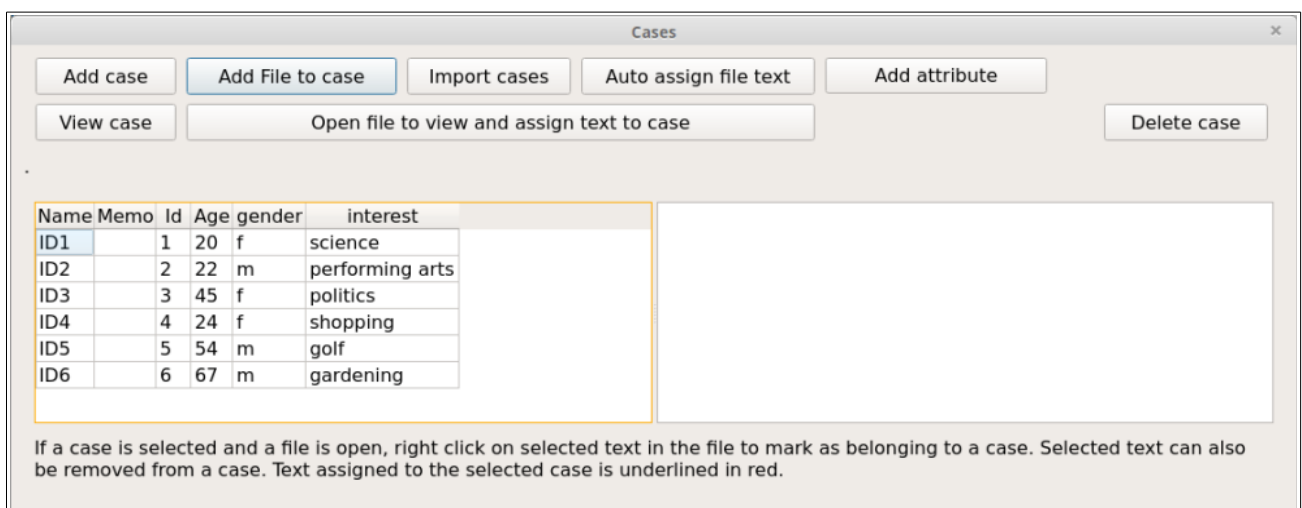 Cases
Add case Add File to case Import cases Auto assign file text Add attribute
View case Open file to view and assign text to case Delete case
Name Memo Id Age gender interest
ID1 1 20 f science
ID2 2 22 m performing arts
ID3 3 45 f politics
ID4 4 24 f shopping
ID5 5 54 m golf
ID6 6 67 m gardening
If a case is selected and a file is open, right click on selected text in the file to mark as belonging to a case. Selected text can also
be removed from a case. Text assigned to the selected case is underlined in red.